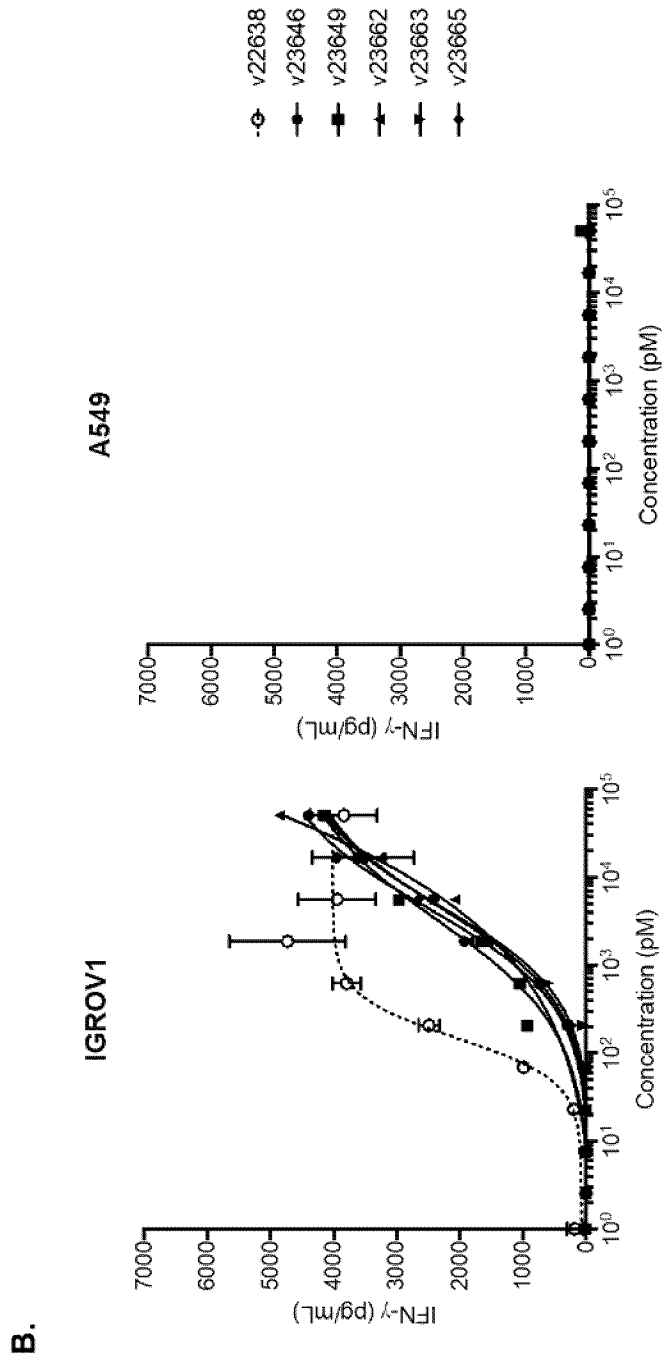 B.
IGROV1
IFN-γ (pg/mL)
7000
6000
5000
4000
3000
2000
1000
0
10⁰
10¹
10²
10³
10⁴
10⁵
Concentration (pM)
A549
IFN-γ (pg/mL)
7000
6000
5000
4000
3000
2000
1000
0
10⁰
10¹
10²
10³
10⁴
10⁵
Concentration (pM)
v22638
v23646
v23649
v23662
v23663
v23665